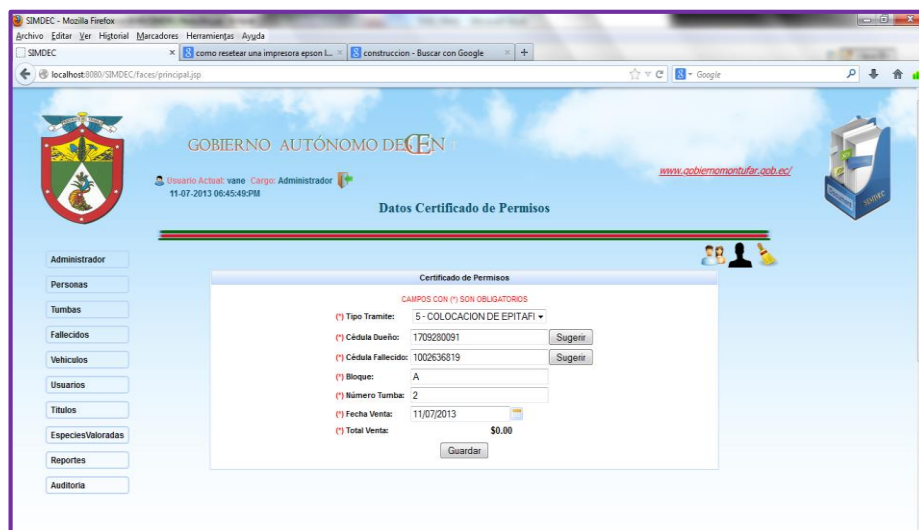 SIMDEC - Mozilla Firefox
Archivo Editar Ver Historial Marcadores Herramientas Ayuda
SIMDEC
como resetear una impresora epson l...
construccion - Buscar con Google
localhost:8080/SIMDEC/faces/principal.jsp
Google
GOBIERNO AUTÓNOMO DESCENT
Usuario Actual: vane Cargo: Administrador
www.gobiernomontufar.gob.ec/
11-07-2013 06:45:49:PM
Datos Certificado de Permisos
SIMDEC
Administrador
Personas
Tumbas
Fallecidos
Vehiculos
Usuarios
Titulos
EspeciesValoradas
Reportes
Auditoria
Certificado de Permisos
CAMPOS CON (*) SON OBLIGATORIOS
(*) Tipo Tramite: 5 - COLOCACION DE EPITAFI
(*) Cédula Dueño: 1709280091 Sugerir
(*) Cédula Fallecido: 1002636819 Sugerir
(*) Bloque: A
(*) Número Tumba: 2
(*) Fecha Venta: 11/07/2013
(*) Total Venta: $0.00
Guardar